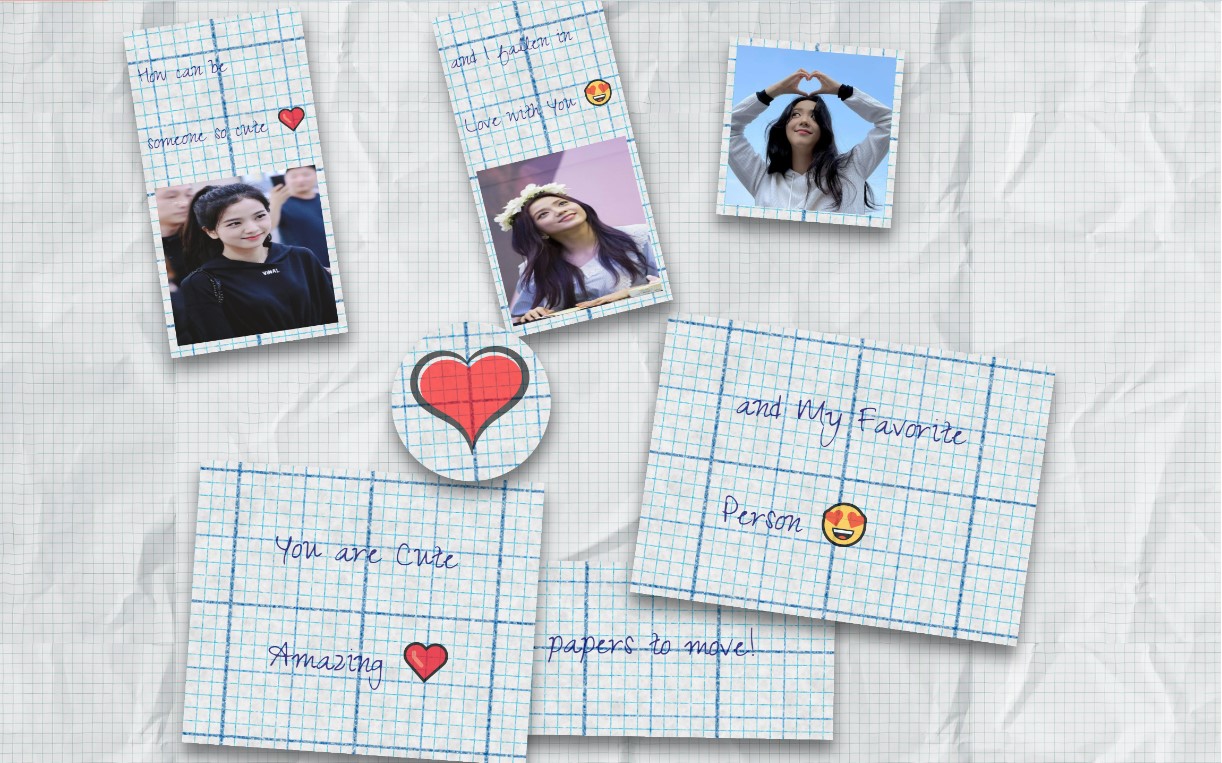 How can be
someone so cute ❤️
and I fallen in
Love with You 😍
VINAL
and My Favorite
Person 😍
You are Cute
Amazing ❤️
papers to move!